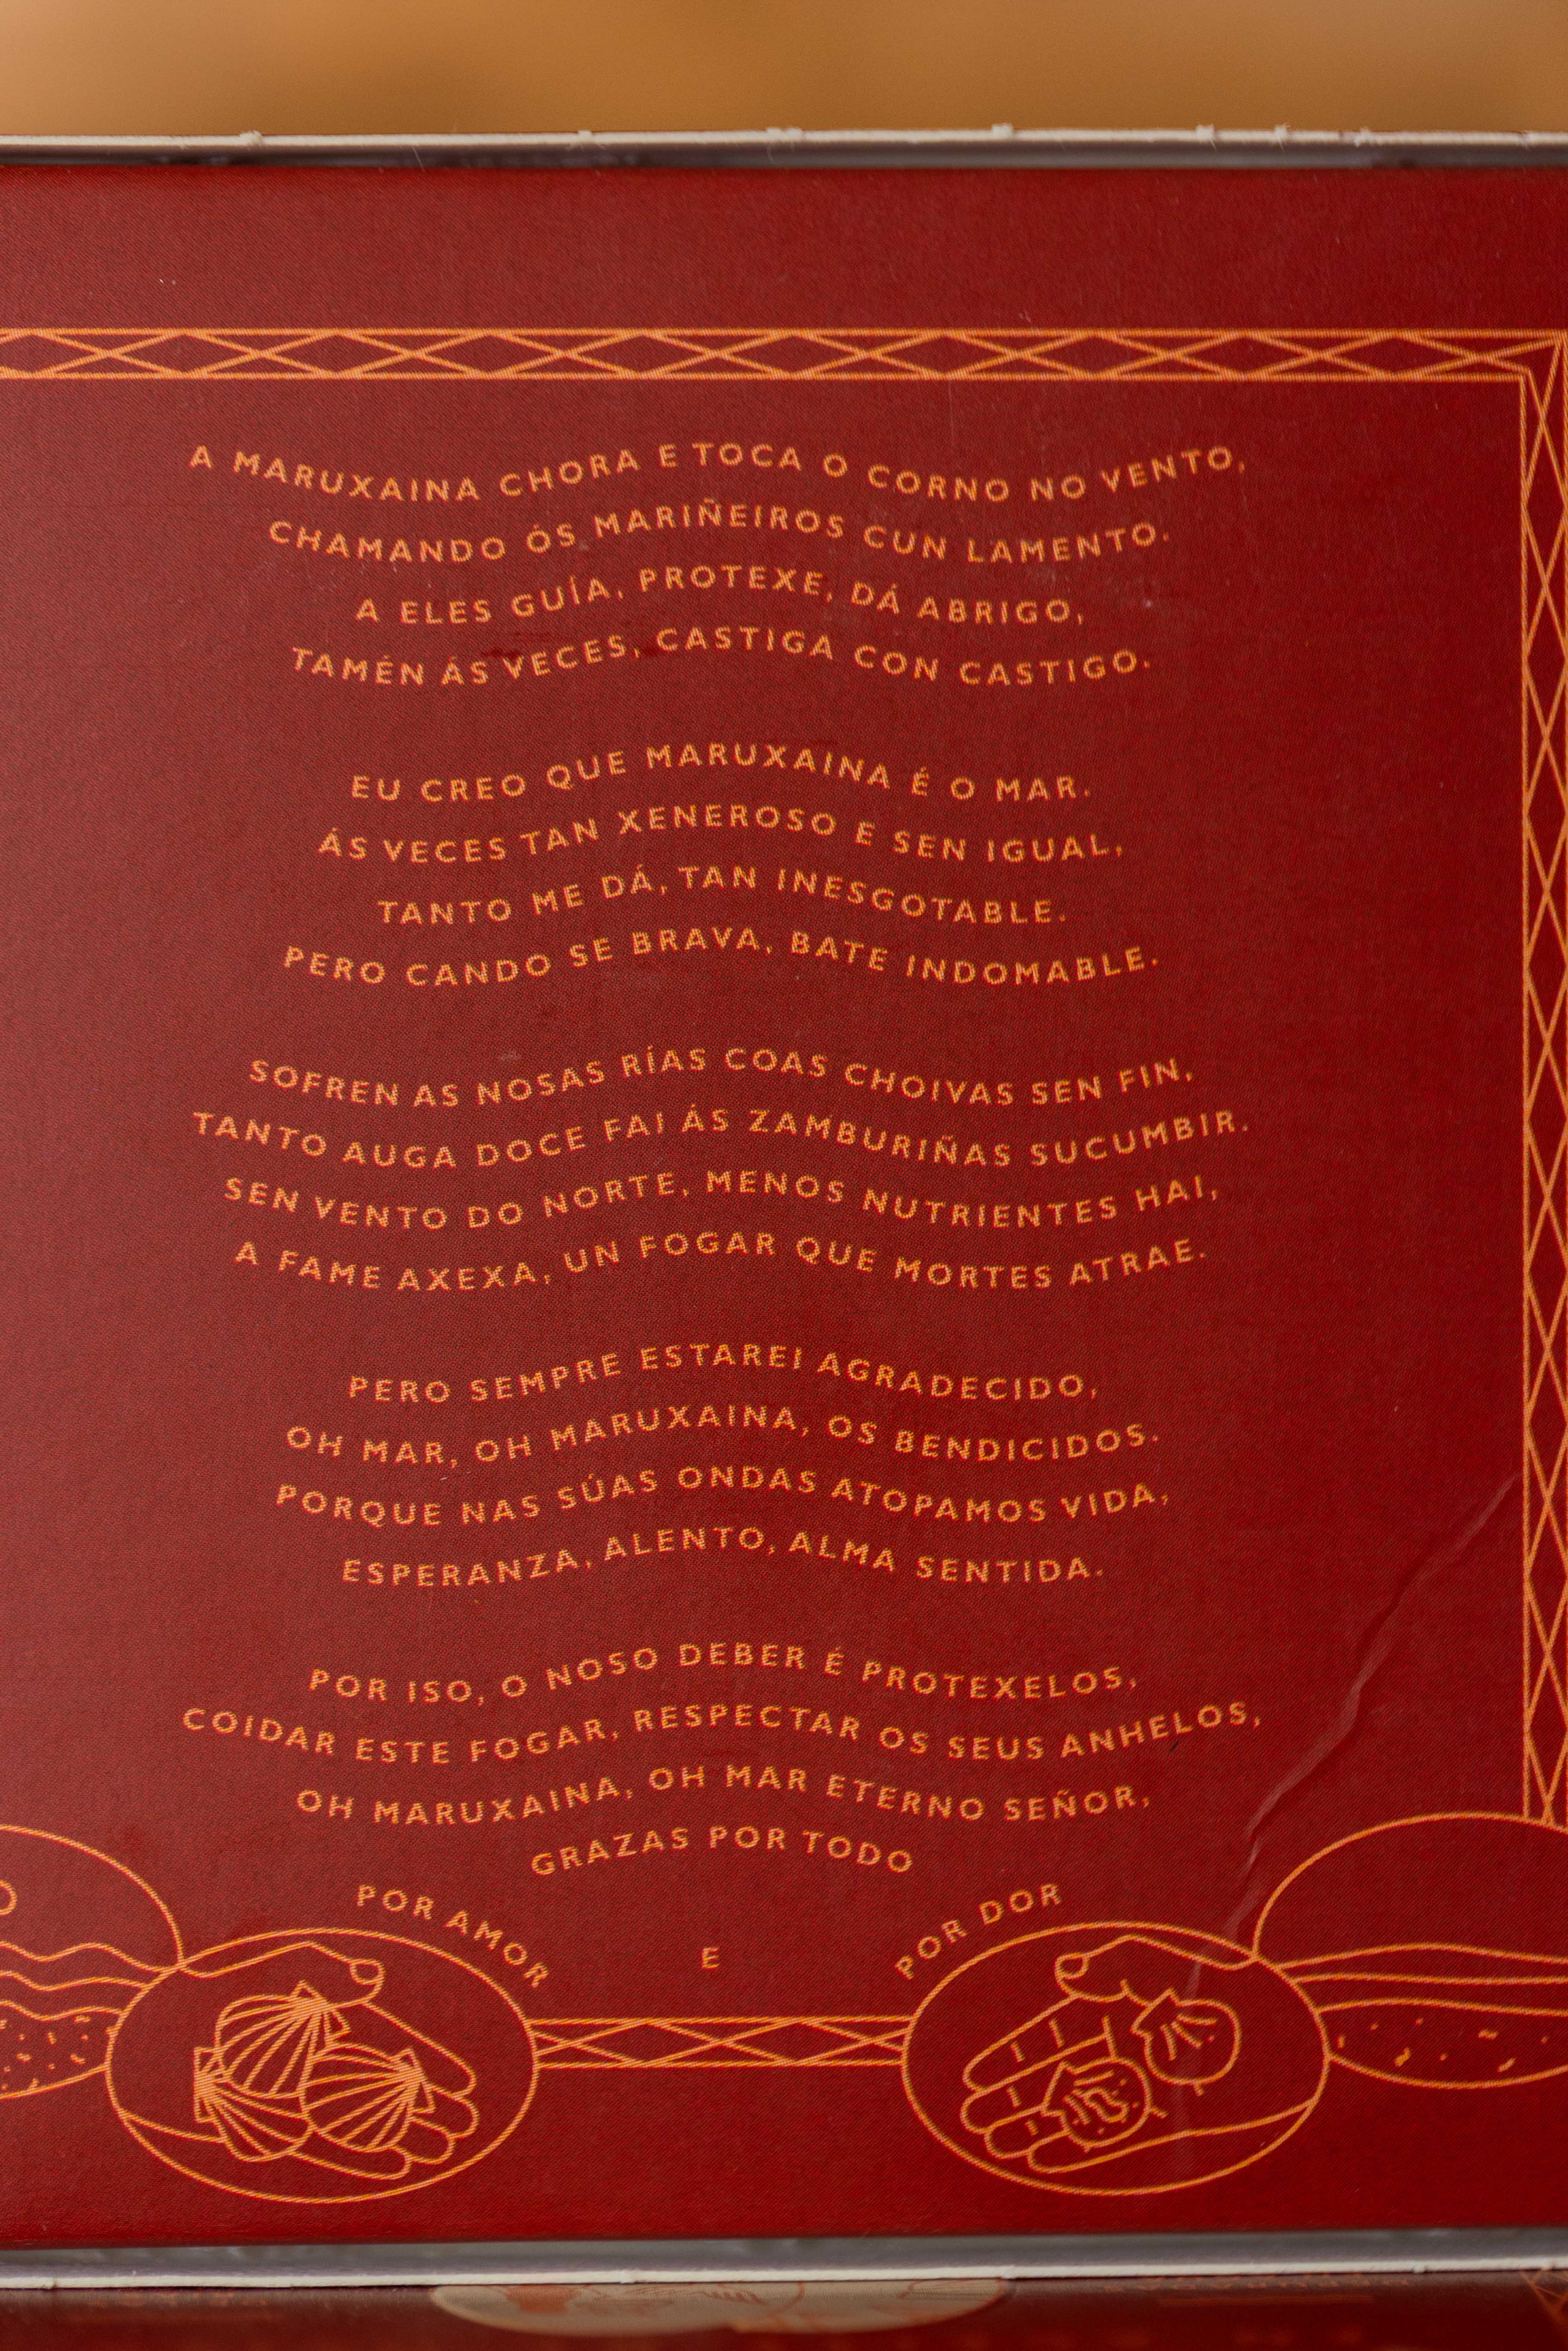 A MARUXAINA CHORA E TOCA O CORNO NO VENTO,
CHAMANDO ÓS MARIÑEIROS CUN LAMENTO.
A ELES GUÍA, PROTEXE, DÁ ABRIGO,
TAMÉN ÁS VECES, CASTIGA CON CASTIGO.
EU CREO QUE MARUXAINA É O MAR.
ÁS VECES TAN XENEROSO E SEN IGUAL,
TANTO ME DÁ, TAN INESGOTABLE.
PERO CANDO SE BRAVA, BATE INDOMABLE.
SOFREN AS NOSAS RÍAS COAS CHOIVAS SEN FIN,
TANTO AUGA DOCE FAI ÁS ZAMBURIÑAS SUCUMBIR.
SEN VENTO DO NORTE, MENOS NUTRIENTES HAI,
A FAME AXEXA, UN FOGAR QUE MORTES ATRAE.
PERO SEMPRE ESTAREI AGRADECIDO,
OH MAR, OH MARUXAINA, OS BENDICIDOS.
PORQUE NAS SÚAS ONDAS ATOPAMOS VIDA,
ESPERANZA, ALENTO, ALMA SENTIDA.
POR ISO, O NOSO DEBER É PROTEXELOS,
COIDAR ESTE FOGAR, RESPECTAR OS SEUS ANHELOS,
OH MARUXAINA, OH MAR ETERNO SEÑOR,
GRAZAS POR TODO
POR AMOR E POR DOR